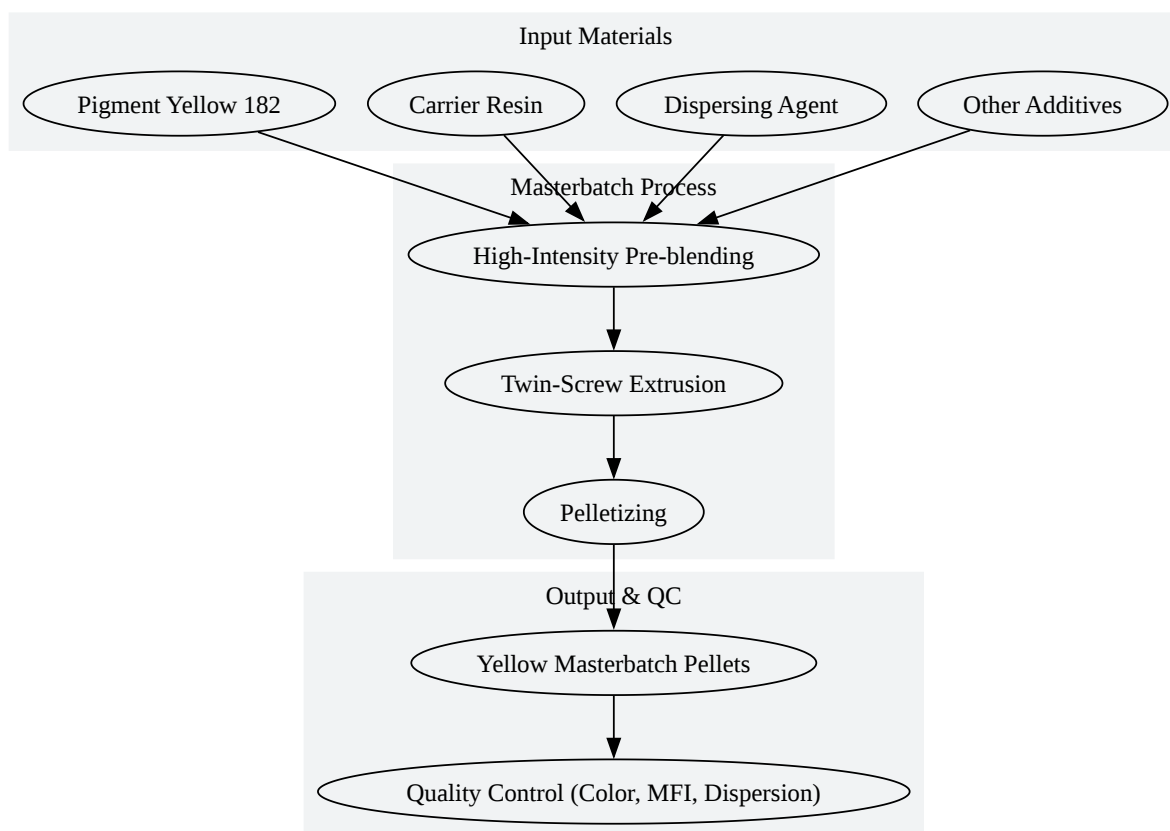 Input Materials
Pigment Yellow 182
Carrier Resin
Dispersing Agent
Other Additives
Masterbatch Process
High-Intensity Pre-blending
Twin-Screw Extrusion
Pelletizing
Output & QC
Yellow Masterbatch Pellets
Quality Control (Color, MFI, Dispersion)